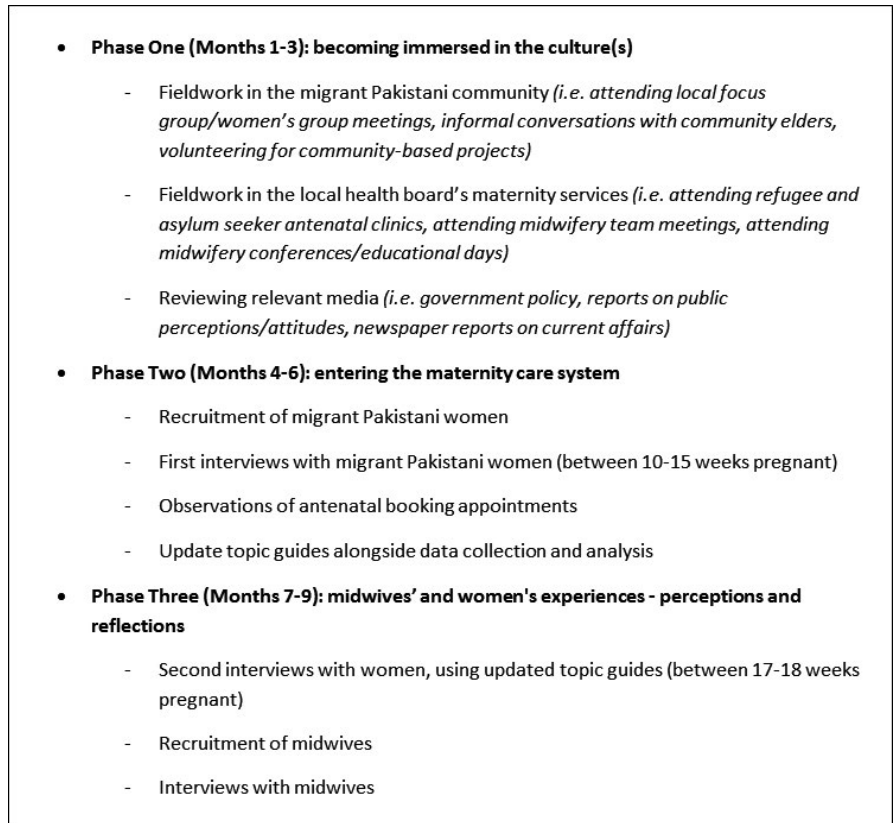 • Phase One (Months 1-3): becoming immersed in the culture(s)
- Fieldwork in the migrant Pakistani community (i.e. attending local focus
group/women's group meetings, informal conversations with community elders,
volunteering for community-based projects)
- Fieldwork in the local health board's maternity services (i.e. attending refugee and
asylum seeker antenatal clinics, attending midwifery team meetings, attending
midwifery conferences/educational days)
- Reviewing relevant media (i.e. government policy, reports on public
perceptions/attitudes, newspaper reports on current affairs)
• Phase Two (Months 4-6): entering the maternity care system
- Recruitment of migrant Pakistani women
- First interviews with migrant Pakistani women (between 10-15 weeks pregnant)
- Observations of antenatal booking appointments
- Update topic guides alongside data collection and analysis
• Phase Three (Months 7-9): midwives’ and women's experiences - perceptions and
reflections
- Second interviews with women, using updated topic guides (between 17-18 weeks
pregnant)
- Recruitment of midwives
- Interviews with midwives